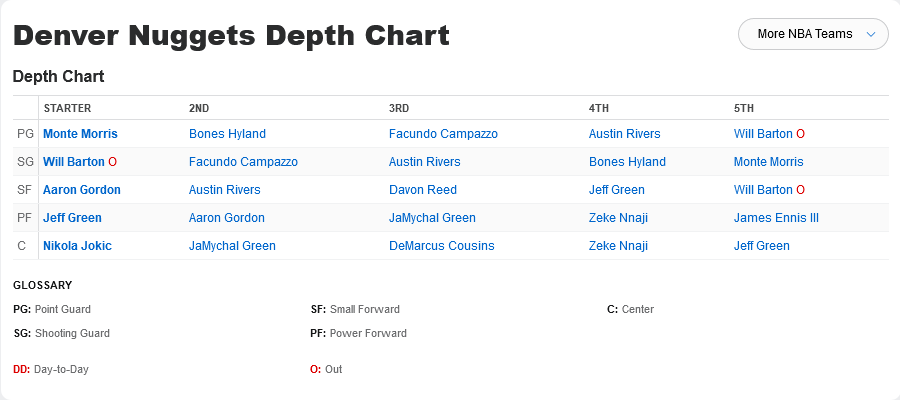 Denver Nuggets Depth Chart
More NBA Teams
Depth Chart
STARTER 2ND 3RD 4TH 5TH
PG Monte Morris Bones Hyland Facundo Campazzo Austin Rivers Will Barton O
SG Will Barton O Facundo Campazzo Austin Rivers Bones Hyland Monte Morris
SF Aaron Gordon Austin Rivers Davon Reed Jeff Green Will Barton O
PF Jeff Green Aaron Gordon JaMychal Green Zeke Nnaji James Ennis III
C Nikola Jokic JaMychal Green DeMarcus Cousins Zeke Nnaji Jeff Green
GLOSSARY
PG: Point Guard SF: Small Forward C: Center
SG: Shooting Guard PF: Power Forward
DD: Day-to-Day O: Out